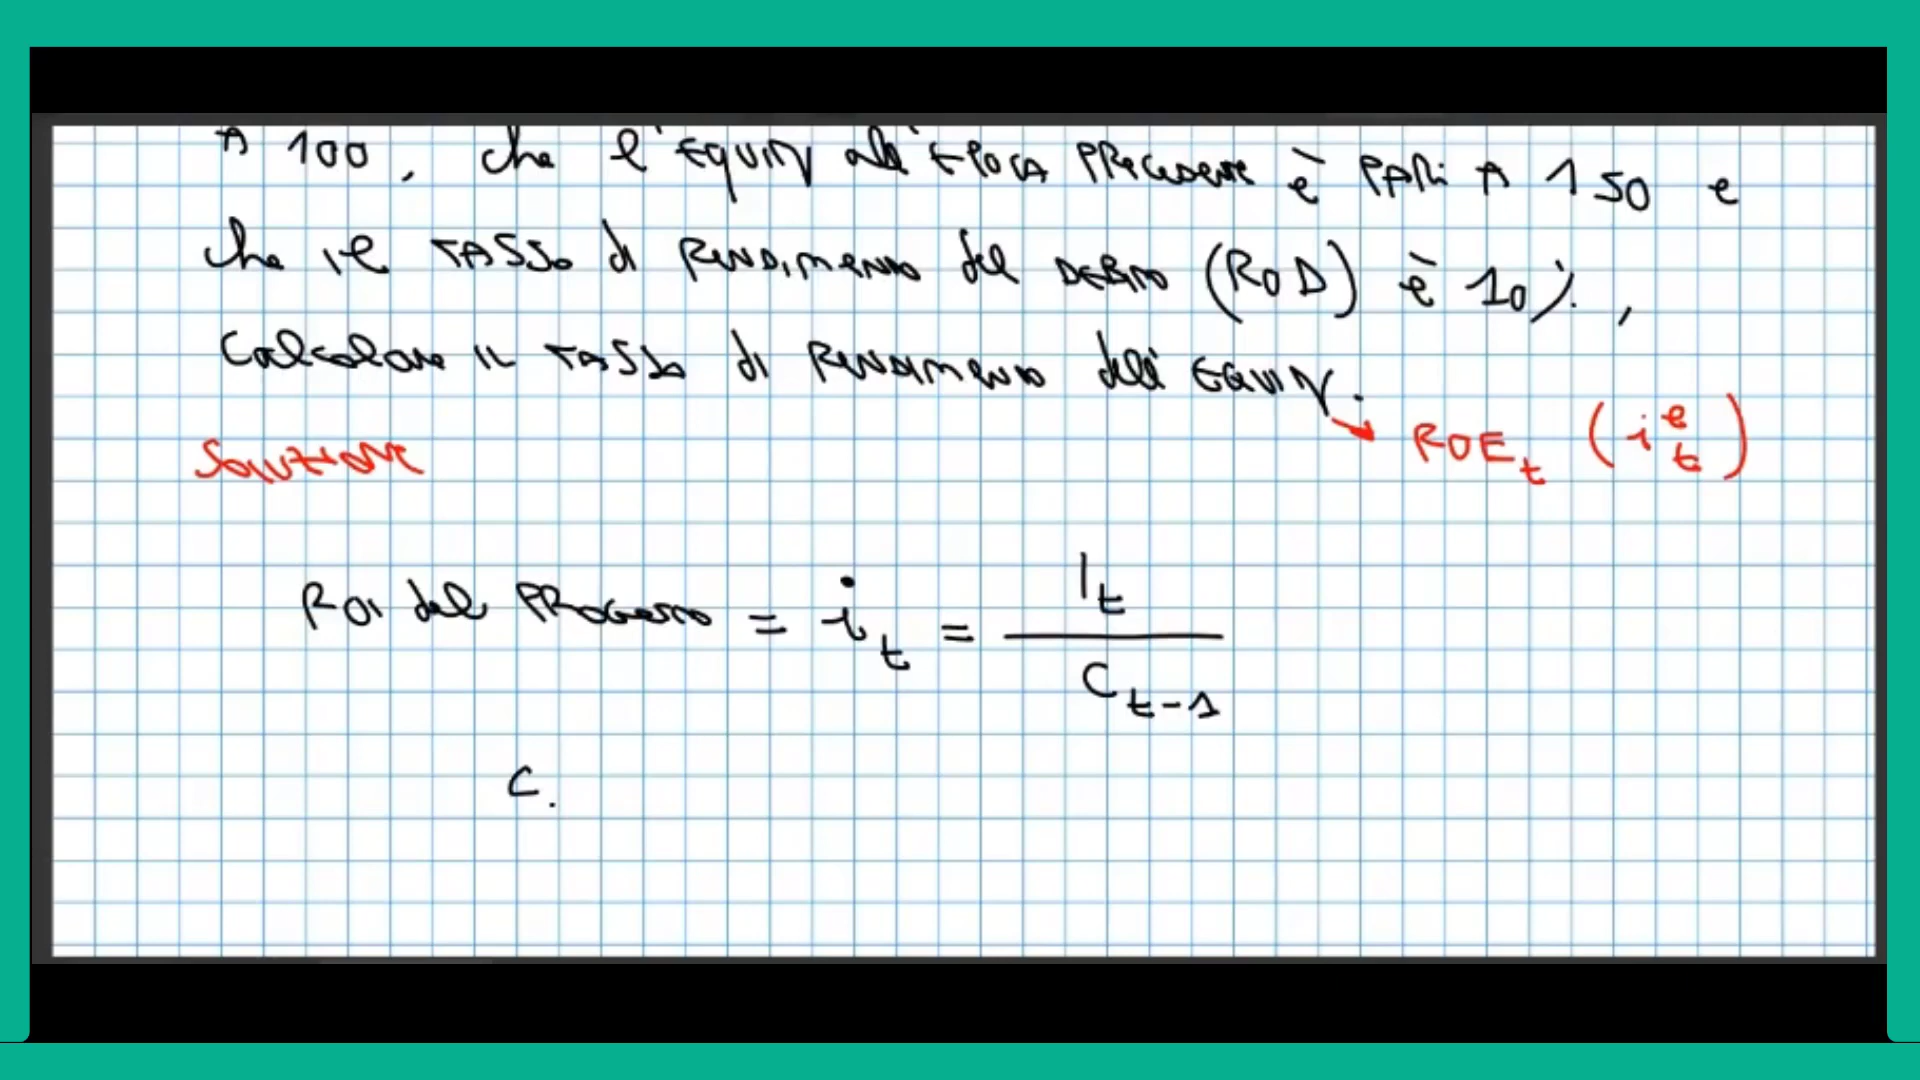 A 100, che l'EQUITY all'EPOCA PRECEDENTE è PARI A 150 e
che il TASSO di RENDIMENTO del DEBITO (ROD) è 10%,
Calcolare IL TASSO di RENDIMENTO dell'EQUITY.
ROE_t (i^e_t)
SOLUZIONE
ROI del PROGETTO = i_t = I_t / C_{t-1}
C.